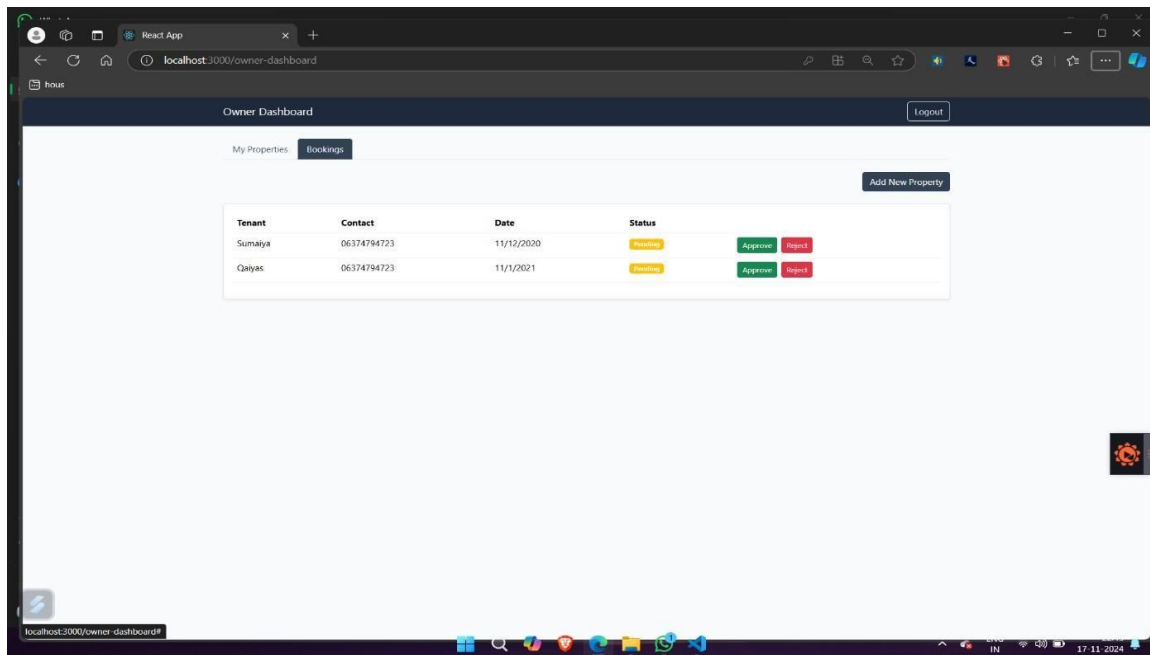 React App
localhost:3000/owner-dashboard
hous
Owner Dashboard
Logout
My Properties
Bookings
Add New Property
Tenant Contact Date Status
Sumaiya 06374794723 11/12/2020 Pending Approve Reject
Qaiyas 06374794723 11/1/2021 Pending Approve Reject
localhost:3000/owner-dashboard#
IN
17-11-2024